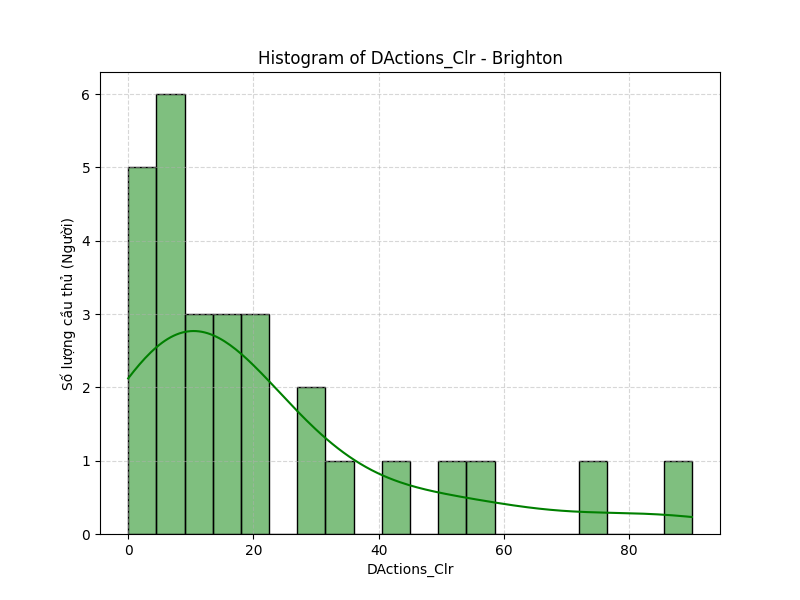 Histogram of DActions_Clr - Brighton
Số lượng cầu thủ (Người)
6
5
4
3
2
1
0
0 20 40 60 80
DActions_Clr